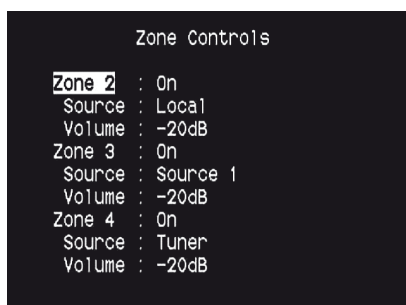 Zone Controls
Zone 2 : On
Source : Local
Volume : -20dB
Zone 3 : On
Source : Source 1
Volume : -20dB
Zone 4 : On
Source : Tuner
Volume : -20dB